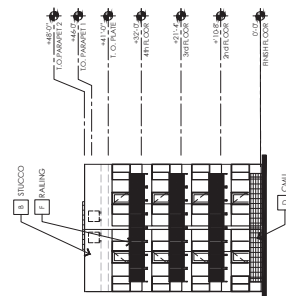 +48'-0"
T.O.PARAPET 2
+46'-0"
T.O. PARAPET 1
+41'-0"
T. O. PLATE
+32'-0"
4th FLOOR
+21'-4"
3rd FLOOR
+10'-8"
2nd FLOOR
0'-0"
FINISH FLOOR
B STUCCO
F RAILING
D CMU